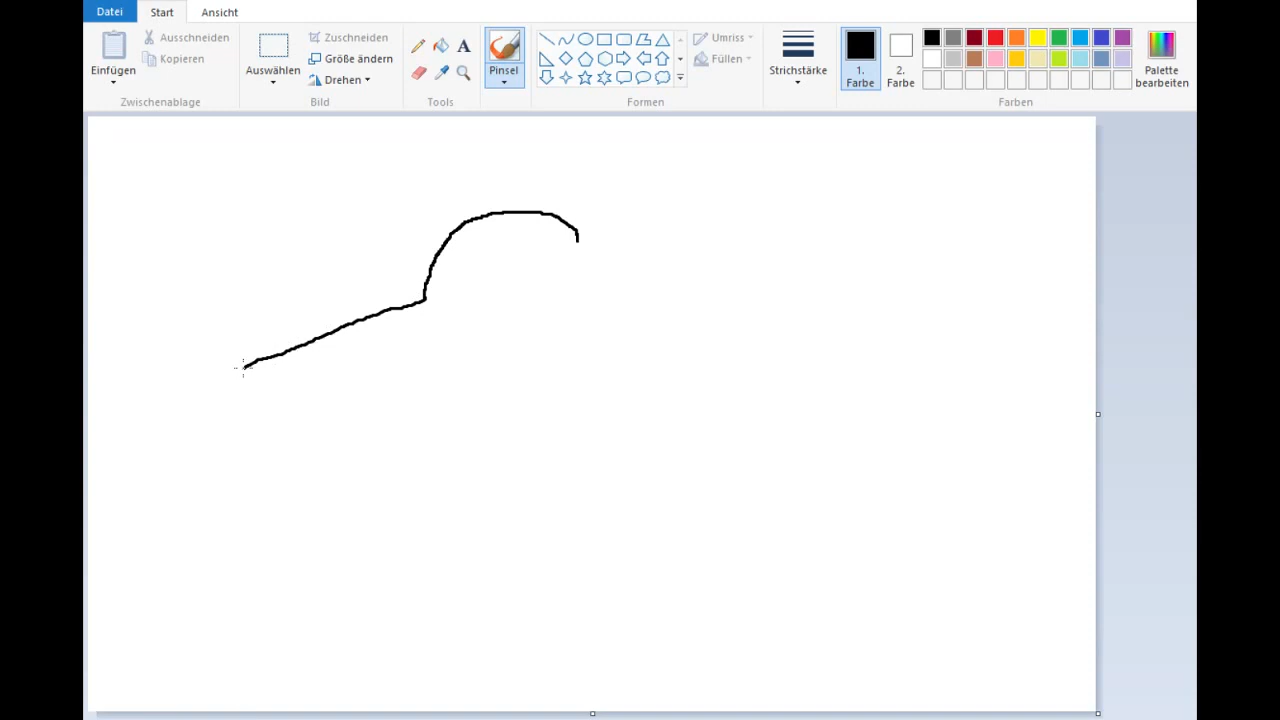 Datei Start Ansicht
Einfügen
Ausschneiden
Kopieren
Zwischenablage
Auswählen
Zuschneiden
Größe ändern
Drehen
Bild
A
Tools
Pinsel
Formen
Umriss
Füllen
Strichstärke
1.
Farbe
2.
Farbe
Farben
Palette
bearbeiten